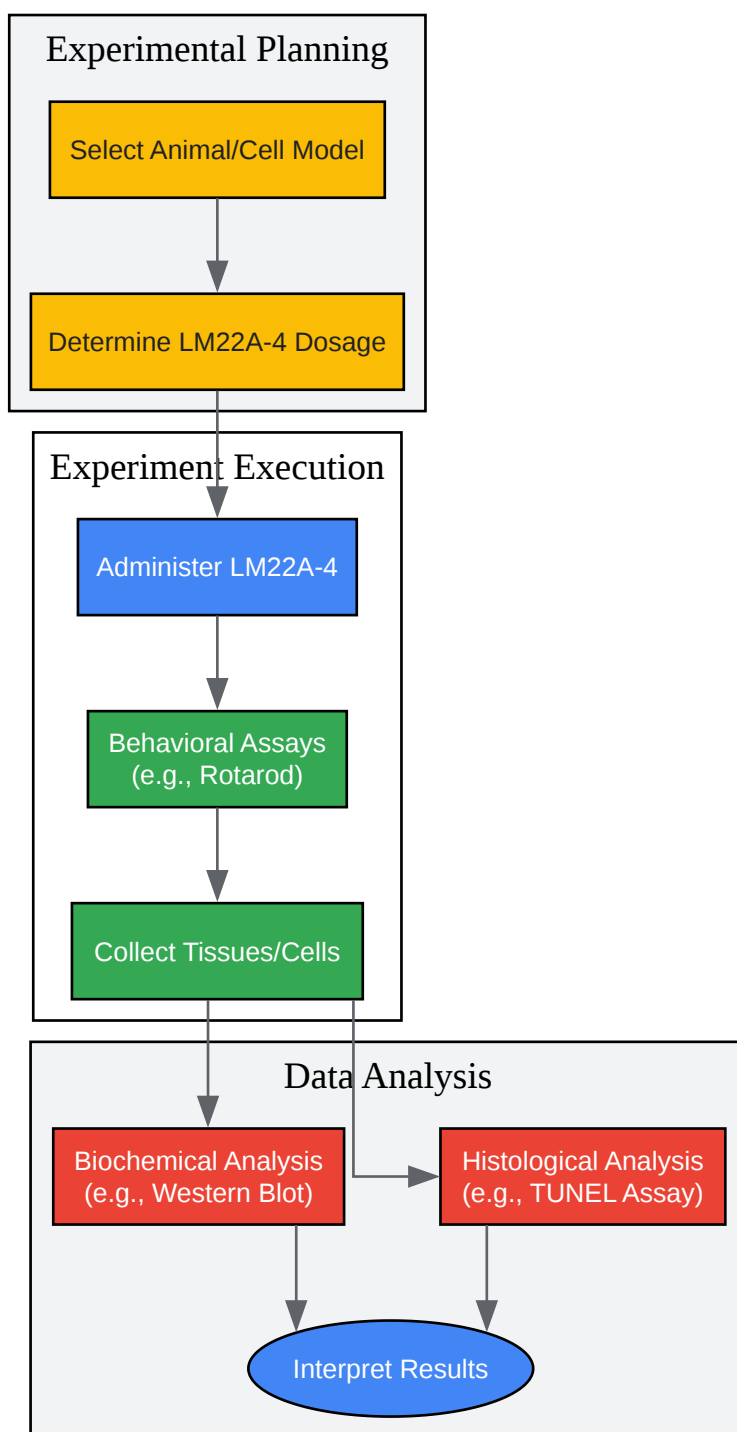 Experimental Planning
Select Animal/Cell Model
Determine LM22A-4 Dosage
Experiment Execution
Administer LM22A-4
Behavioral Assays
(e.g., Rotarod)
Collect Tissues/Cells
Data Analysis
Biochemical Analysis
(e.g., Western Blot)
Histological Analysis
(e.g., TUNEL Assay)
Interpret Results